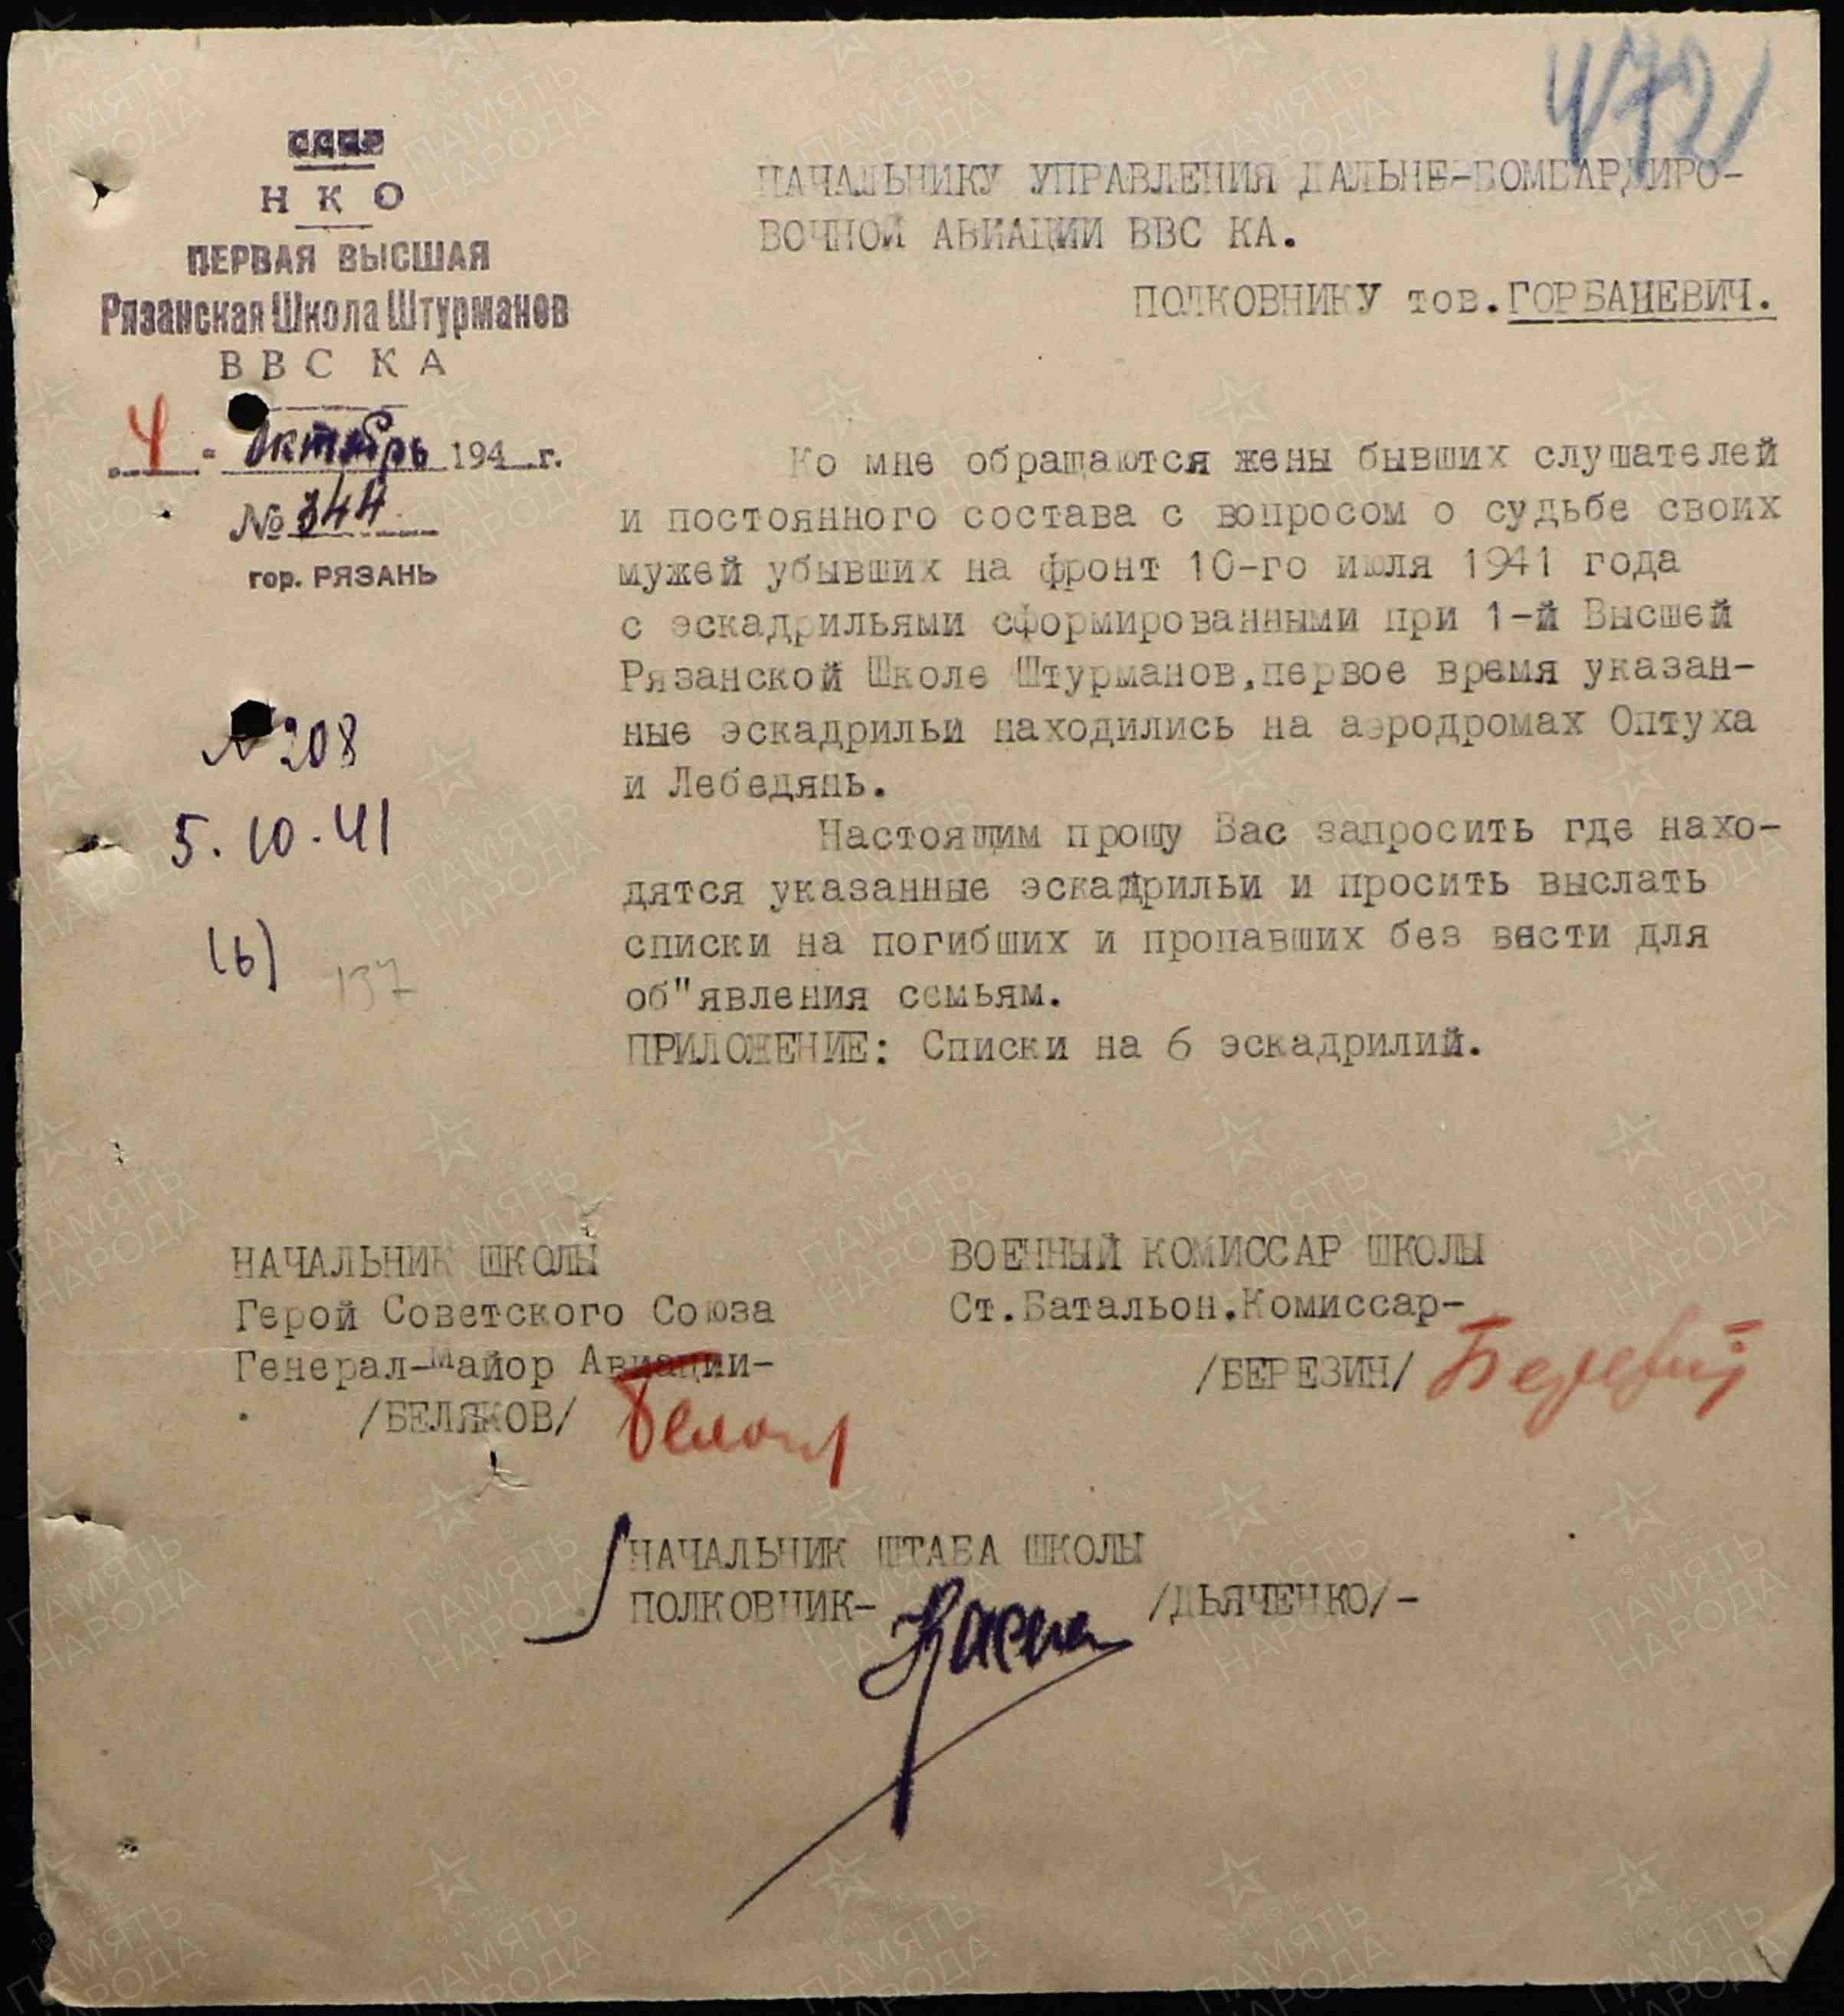 472
СССР
Н К О
ПЕРВАЯ ВЫСШАЯ
Рязанская Школа Штурманов
ВВС КА
4 - октябрь 194 г.
№ 344
гор. РЯЗАНЬ
НАЧАЛЬНИКУ УПРАВЛЕНИЯ ДАЛЬНЕ-БОМБАРДИРО-
ВОЧНОЙ АВИАЦИИ ВВС КА.
ПОЛКОВНИКУ тов. ГОРБАНЕВИЧ.
Ко мне обращаются жены бывших слушателей
и постоянного состава с вопросом о судьбе своих
мужей убывших на фронт 10-го июля 1941 года
с эскадрильями сформированными при 1-й Высшей
Рязанской Школе Штурманов, первое время указан-
ные эскадрильи находились на аэродромах Оптуха
и Лебедянь.
Настоящим прошу Вас запросить где нахо-
дятся указанные эскадрильи и просить выслать
списки на погибших и пропавших без вести для
об"явления семьям.
ПРИЛОЖЕНИЕ: Списки на 6 эскадрилий.
№208
5.10.41
(6)
137
НАЧАЛЬНИК ШКОЛЫ
Герой Советского Союза
Генерал-Майор Авиации-
/БЕЛЯКОВ/
ВОЕННЫЙ КОМИССАР ШКОЛЫ
Ст.Батальон.Комиссар-
/БЕРЕЗИН/
НАЧАЛЬНИК ШТАБА ШКОЛЫ
ПОЛКОВНИК- /ДЬЯЧЕНКО/-
ПАМЯТЬ НАРОДА